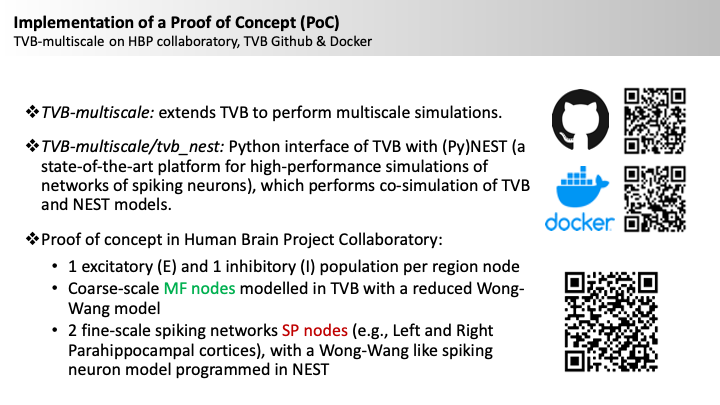 Implementation of a Proof of Concept (PoC)
TVB-multiscale on HBP collaboratory, TVB Github & Docker
❖TVB-multiscale: extends TVB to perform multiscale simulations.
❖TVB-multiscale/tvb_nest: Python interface of TVB with (Py)NEST (a
state-of-the-art platform for high-performance simulations of
networks of spiking neurons), which performs co-simulation of TVB
and NEST models.
❖Proof of concept in Human Brain Project Collaboratory:
• 1 excitatory (E) and 1 inhibitory (I) population per region node
• Coarse-scale MF nodes modelled in TVB with a reduced Wong-
Wang model
• 2 fine-scale spiking networks SP nodes (e.g., Left and Right
Parahippocampal cortices), with a Wong-Wang like spiking
neuron model programmed in NEST
docker